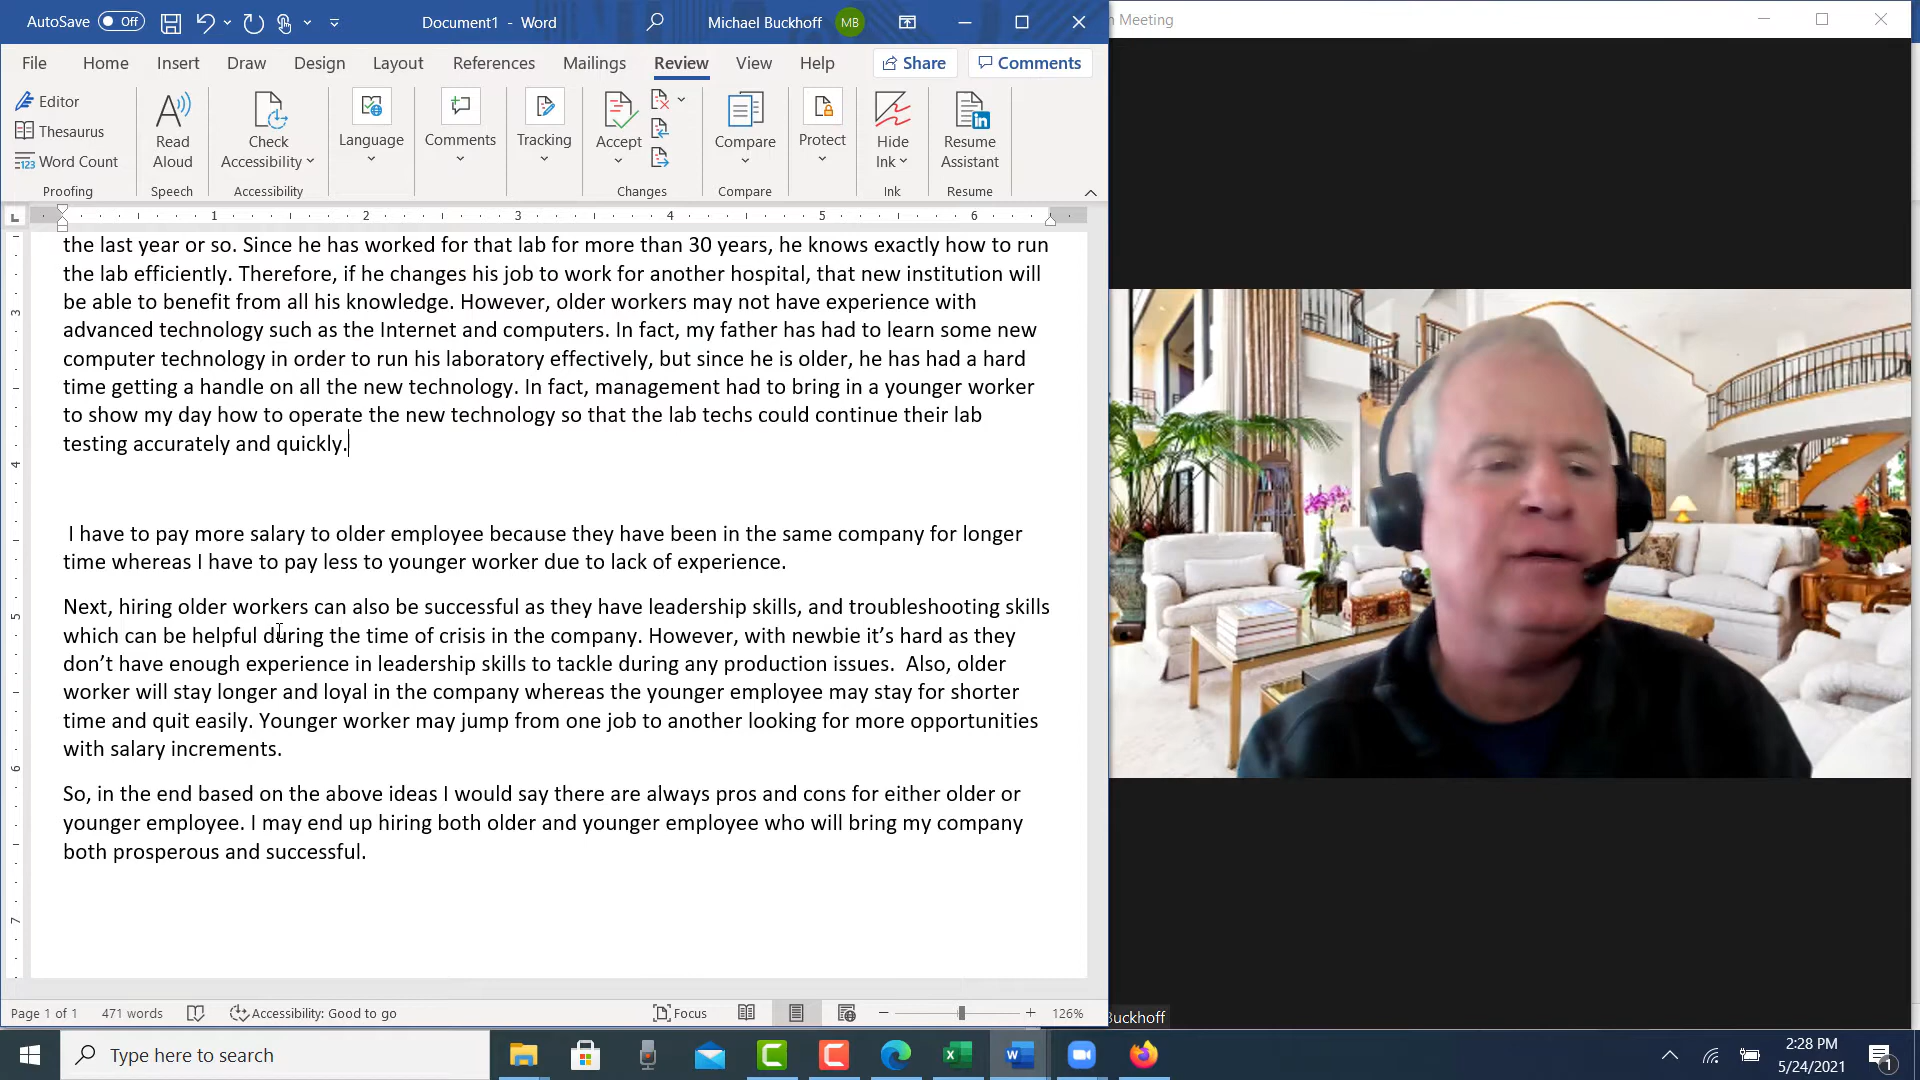 AutoSave Off Document1 - Word Michael Buckhoff MB
Meeting
File Home Insert Draw Design Layout References Mailings Review View Help Share Comments
Editor
Thesaurus
Word Count
Proofing
Read Aloud
Speech
Check Accessibility
Accessibility
Language
Comments
Tracking
Accept
Changes
Compare
Compare
Protect
Hide Ink
Ink
Resume Assistant
Resume
1 2 3 4 5 6
the last year or so. Since he has worked for that lab for more than 30 years, he knows exactly how to run
the lab efficiently. Therefore, if he changes his job to work for another hospital, that new institution will
be able to benefit from all his knowledge. However, older workers may not have experience with
advanced technology such as the Internet and computers. In fact, my father has had to learn some new
computer technology in order to run his laboratory effectively, but since he is older, he has had a hard
time getting a handle on all the new technology. In fact, management had to bring in a younger worker
to show my day how to operate the new technology so that the lab techs could continue their lab
testing accurately and quickly.
I have to pay more salary to older employee because they have been in the same company for longer
time whereas I have to pay less to younger worker due to lack of experience.
Next, hiring older workers can also be successful as they have leadership skills, and troubleshooting skills
which can be helpful during the time of crisis in the company. However, with newbie it’s hard as they
don’t have enough experience in leadership skills to tackle during any production issues.  Also, older
worker will stay longer and loyal in the company whereas the younger employee may stay for shorter
time and quit easily. Younger worker may jump from one job to another looking for more opportunities
with salary increments.
So, in the end based on the above ideas I would say there are always pros and cons for either older or
younger employee. I may end up hiring both older and younger employee who will bring my company
both prosperous and successful.
3
4
5
6
7
Page 1 of 1 471 words Accessibility: Good to go Focus 126%
Buckhoff
Type here to search
2:28 PM
5/24/2021
1